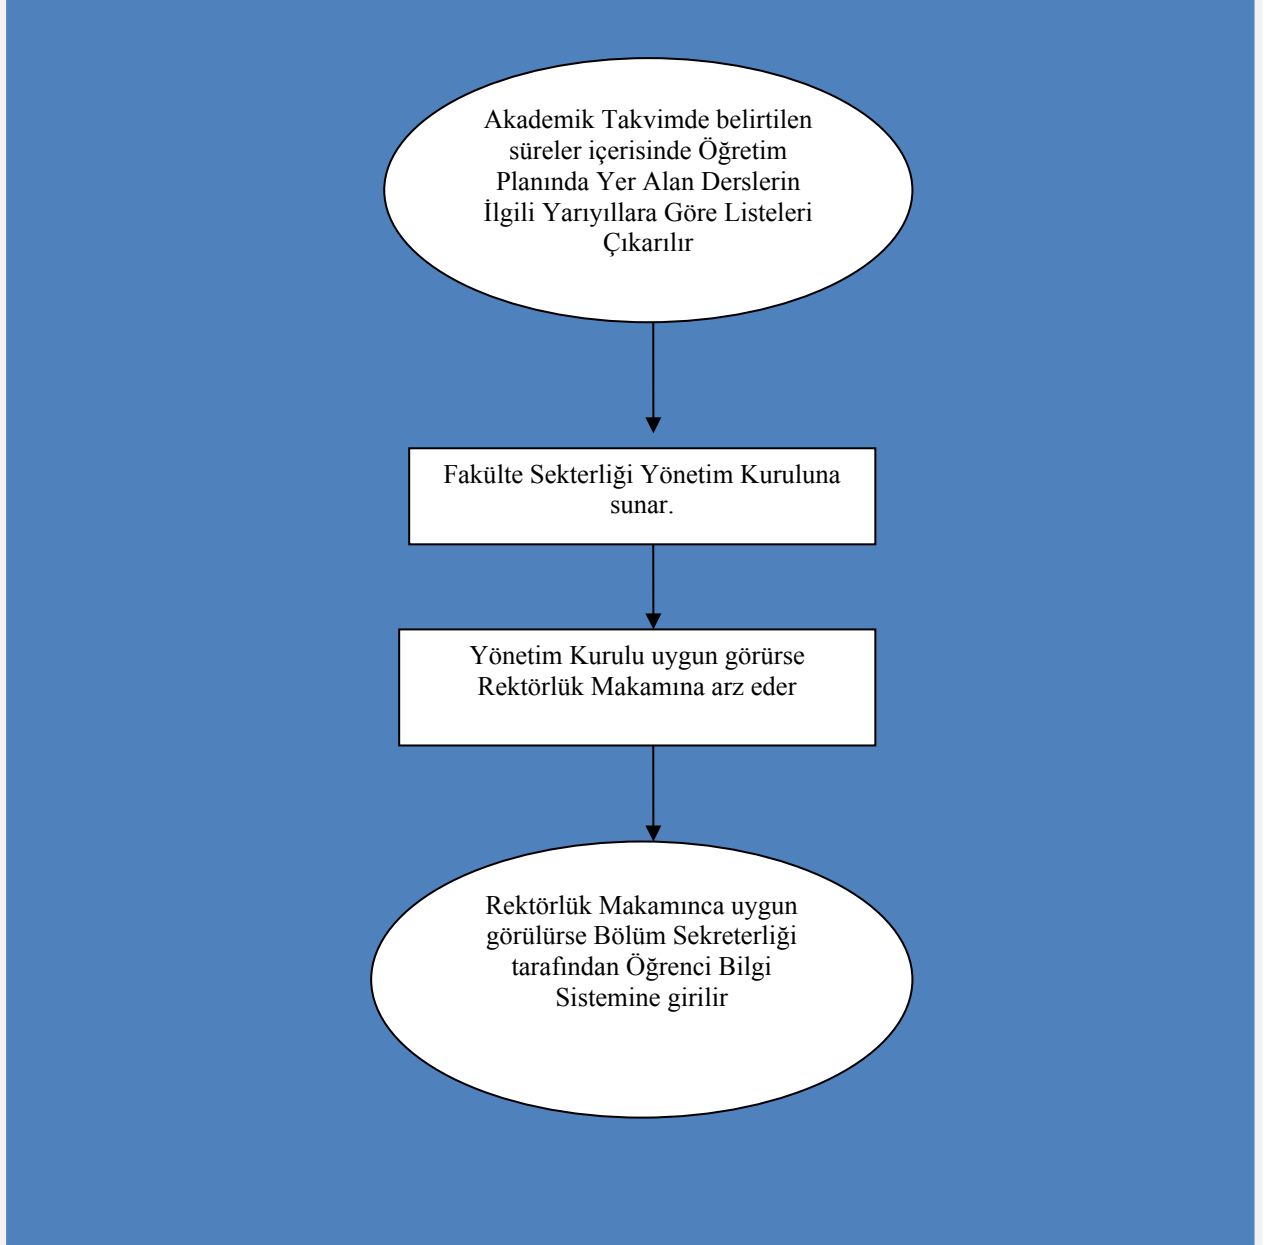 Akademik Takvimde belirtilen
süreler içerisinde Öğretim
Planında Yer Alan Derslerin
İlgili Yarıyıllara Göre Listeleri
Çıkarılır
Fakülte Sekterliği Yönetim Kuruluna
sunar.
Yönetim Kurulu uygun görürse
Rektörlük Makamına arz eder
Rektörlük Makamınca uygun
görülürse Bölüm Sekreterliği
tarafından Öğrenci Bilgi
Sistemine girilir